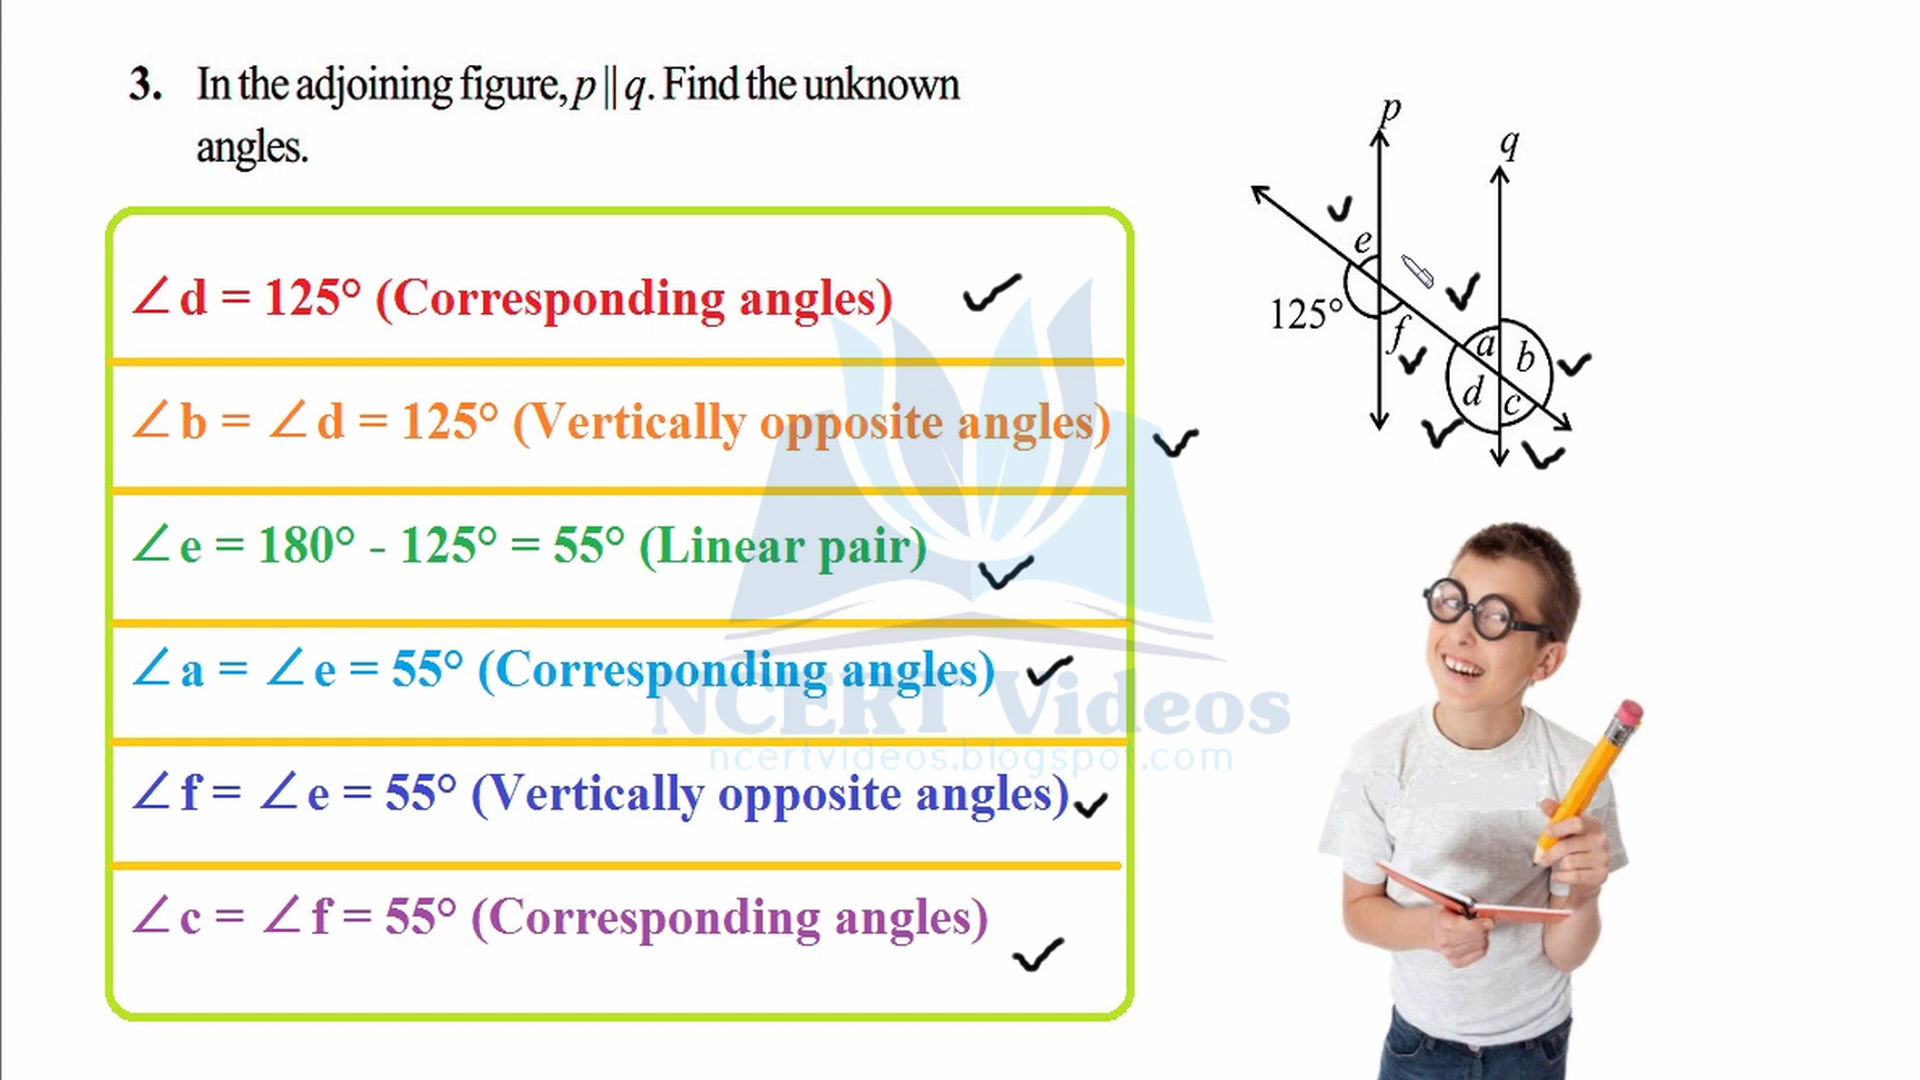 3. In the adjoining figure, p || q. Find the unknown
angles.
∠d = 125° (Corresponding angles)
∠b = ∠d = 125° (Vertically opposite angles)
∠e = 180° - 125° = 55° (Linear pair)
∠a = ∠e = 55° (Corresponding angles)
∠f = ∠e = 55° (Vertically opposite angles)
∠c = ∠f = 55° (Corresponding angles)
NCERT Videos
ncertvideos.blogspot.com
p
q
e
125°
f
a b
d c